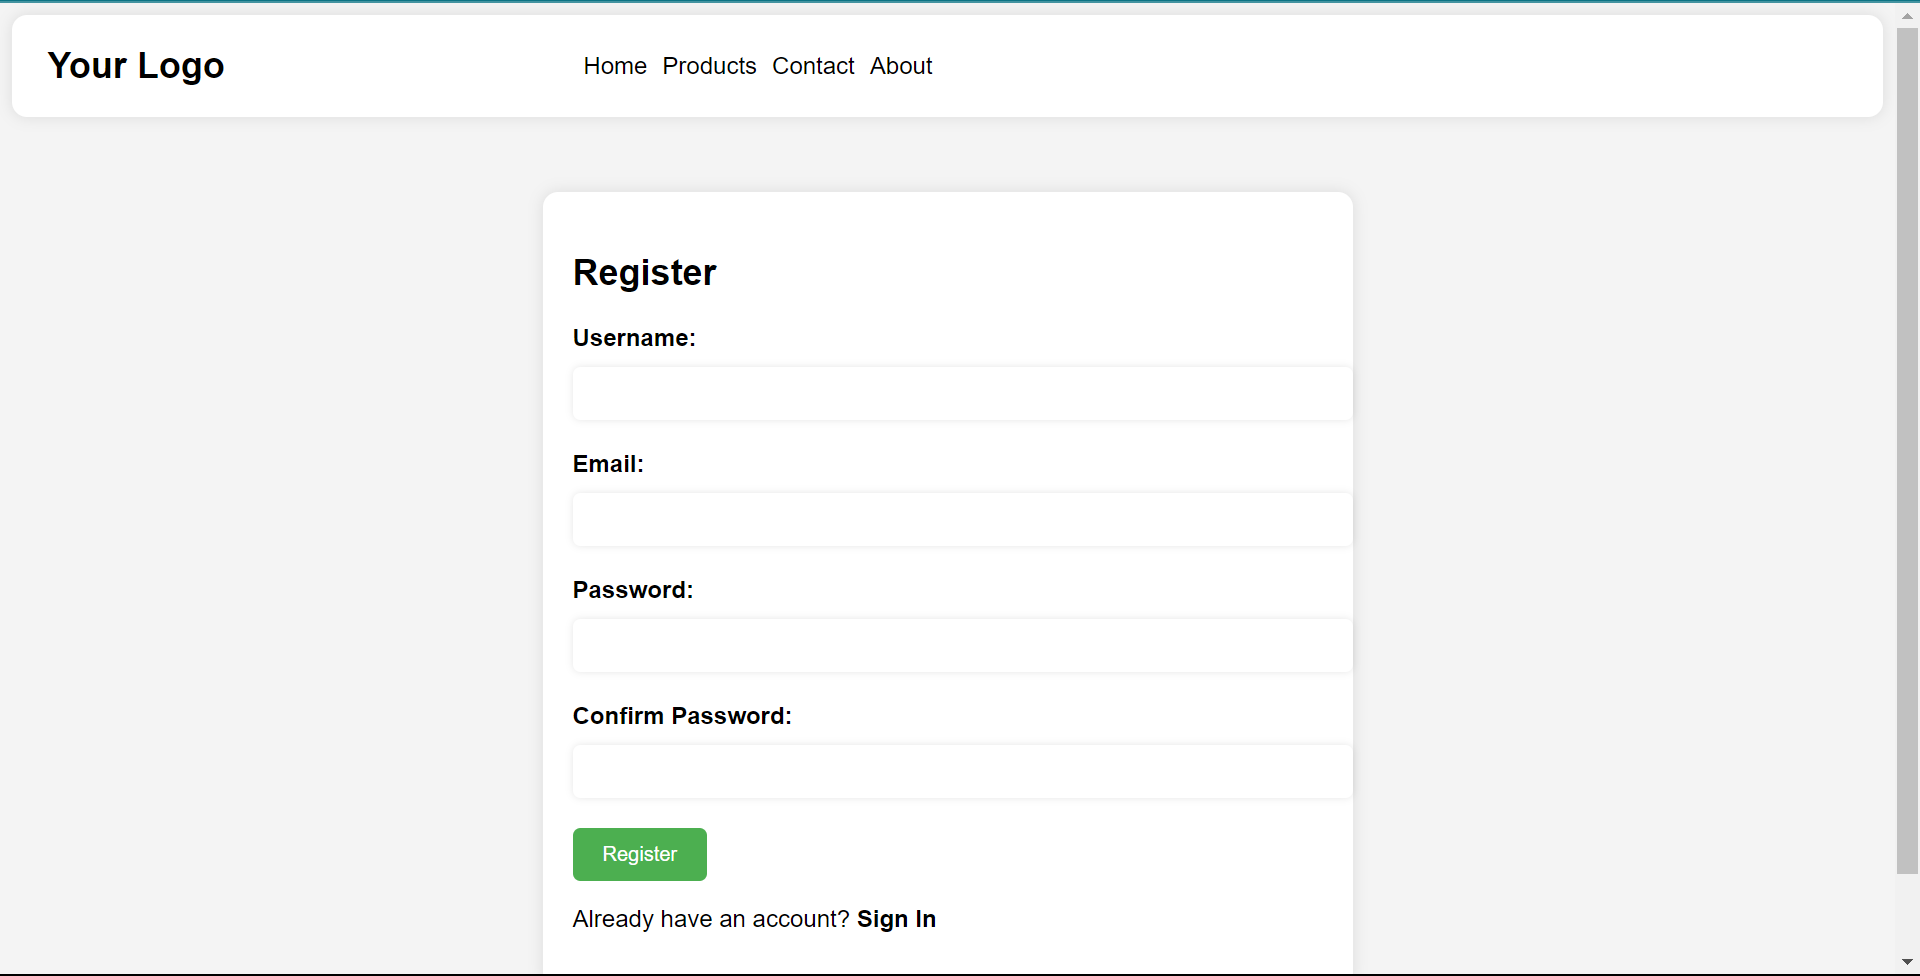 Your Logo
Home Products Contact About
Register
Username:
Email:
Password:
Confirm Password:
Register
Already have an account? Sign In